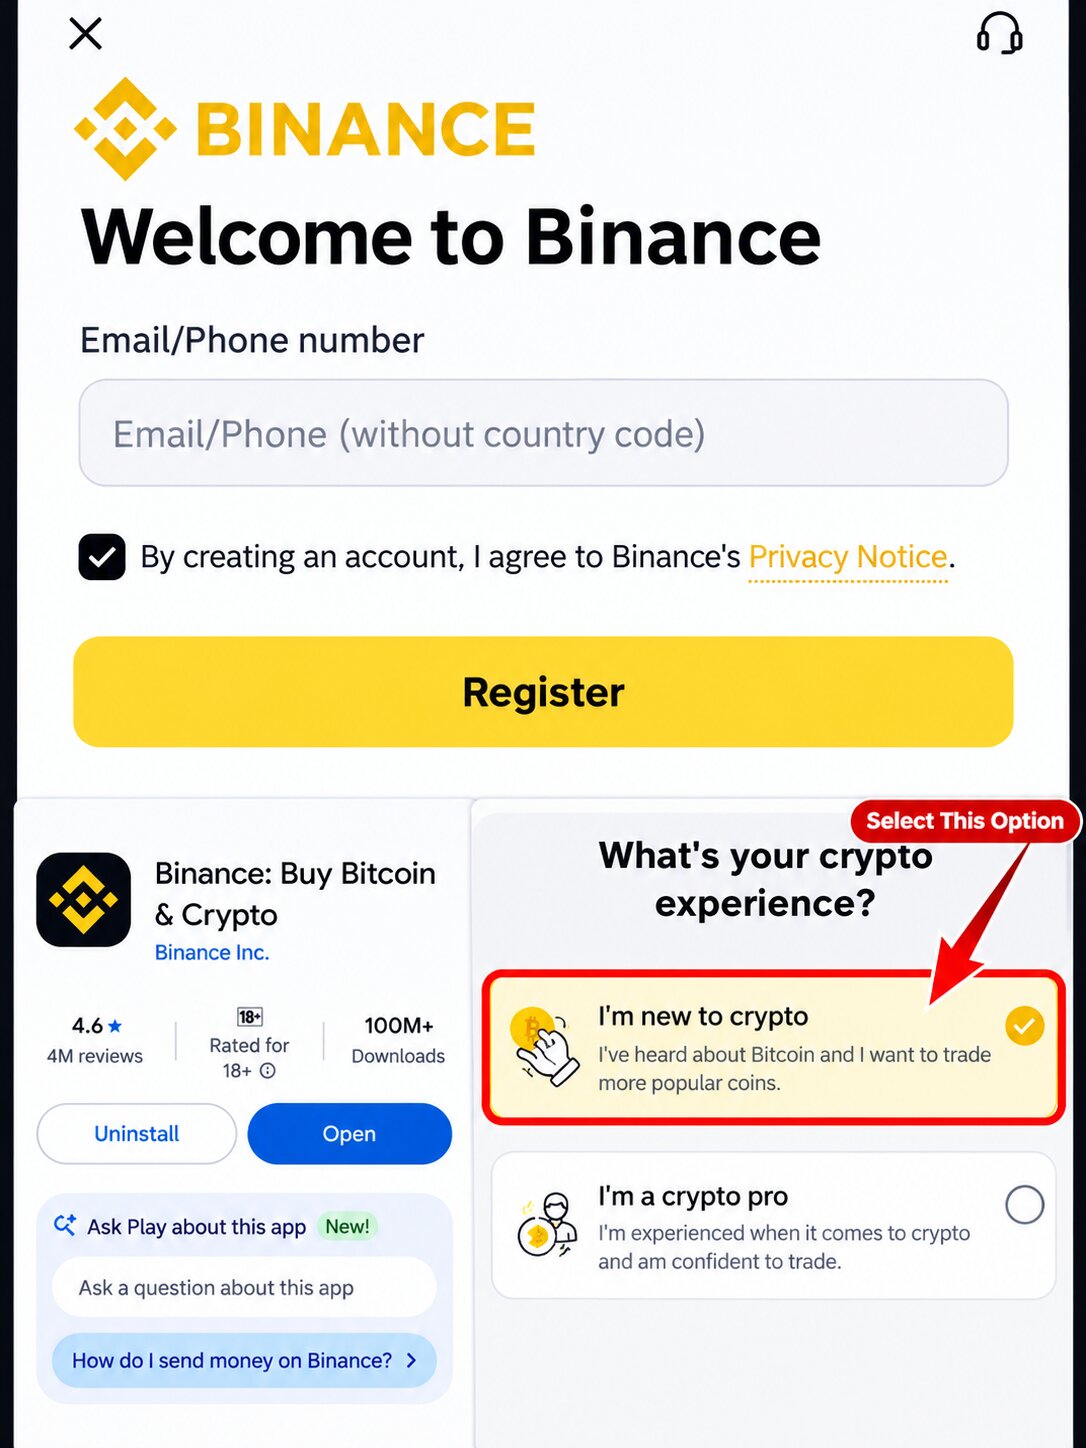 BINANCE
Welcome to Binance
Email/Phone number
Email/Phone (without country code)
By creating an account, I agree to Binance's Privacy Notice.
Register
Binance: Buy Bitcoin
& Crypto
Binance Inc.
4.6★
4M reviews
18+
Rated for
18+
100M+
Downloads
Uninstall
Open
Ask Play about this app New!
Ask a question about this app
How do I send money on Binance?
Select This Option
What's your crypto
experience?
I'm new to crypto
I've heard about Bitcoin and I want to trade
more popular coins.
I'm a crypto pro
I'm experienced when it comes to crypto
and am confident to trade.